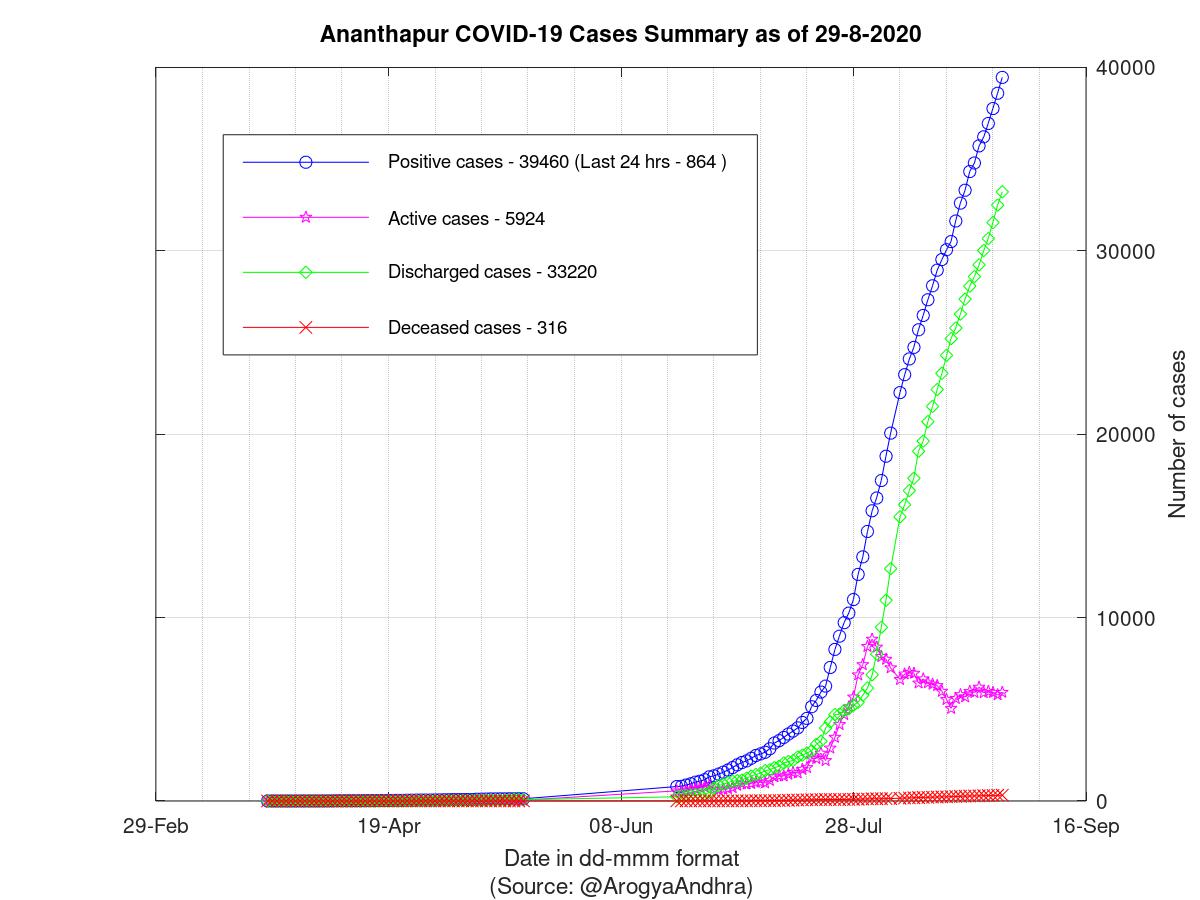 Ananthapur COVID-19 Cases Summary as of 29-8-2020
Positive cases - 39460 (Last 24 hrs - 864 )
Active cases - 5924
Discharged cases - 33220
Deceased cases - 316
40000
30000
20000
10000
0
Number of cases
29-Feb
19-Apr
08-Jun
28-Jul
16-Sep
Date in dd-mmm format
(Source: @ArogyaAndhra)